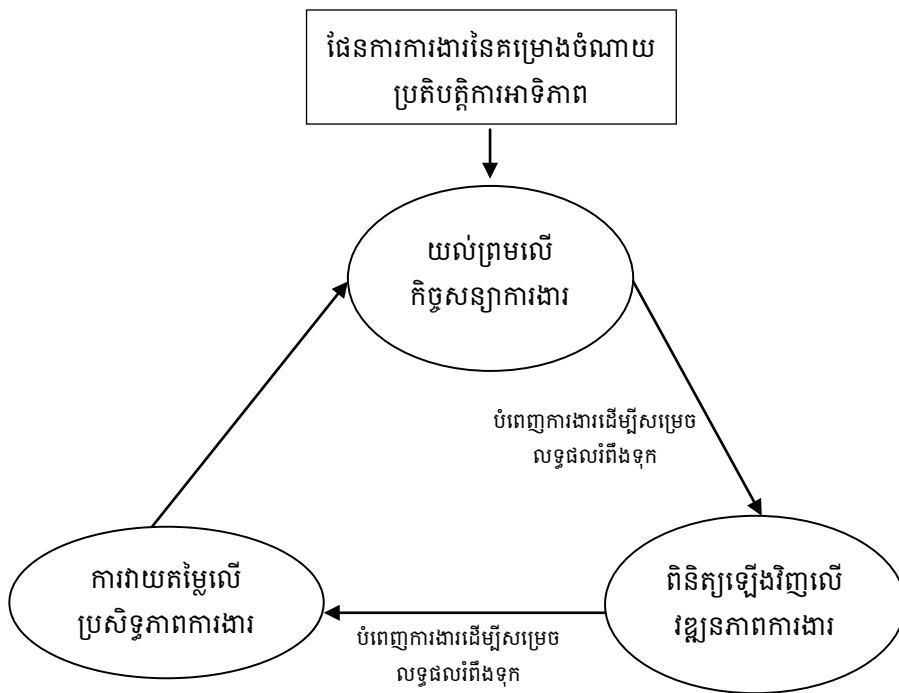 ផែនការការងារនៃគម្រោងចំណាយ
ប្រតិបត្តិការអាទិភាព
យល់ព្រមលើ
កិច្ចសន្យាការងារ
បំពេញការងារដើម្បីសម្រេច
លទ្ធផលរំពឹងទុក
ពិនិត្យឡើងវិញលើ
វឌ្ឍនភាពការងារ
ការវាយតម្លៃលើ
ប្រសិទ្ធភាពការងារ
បំពេញការងារដើម្បីសម្រេច
លទ្ធផលរំពឹងទុក